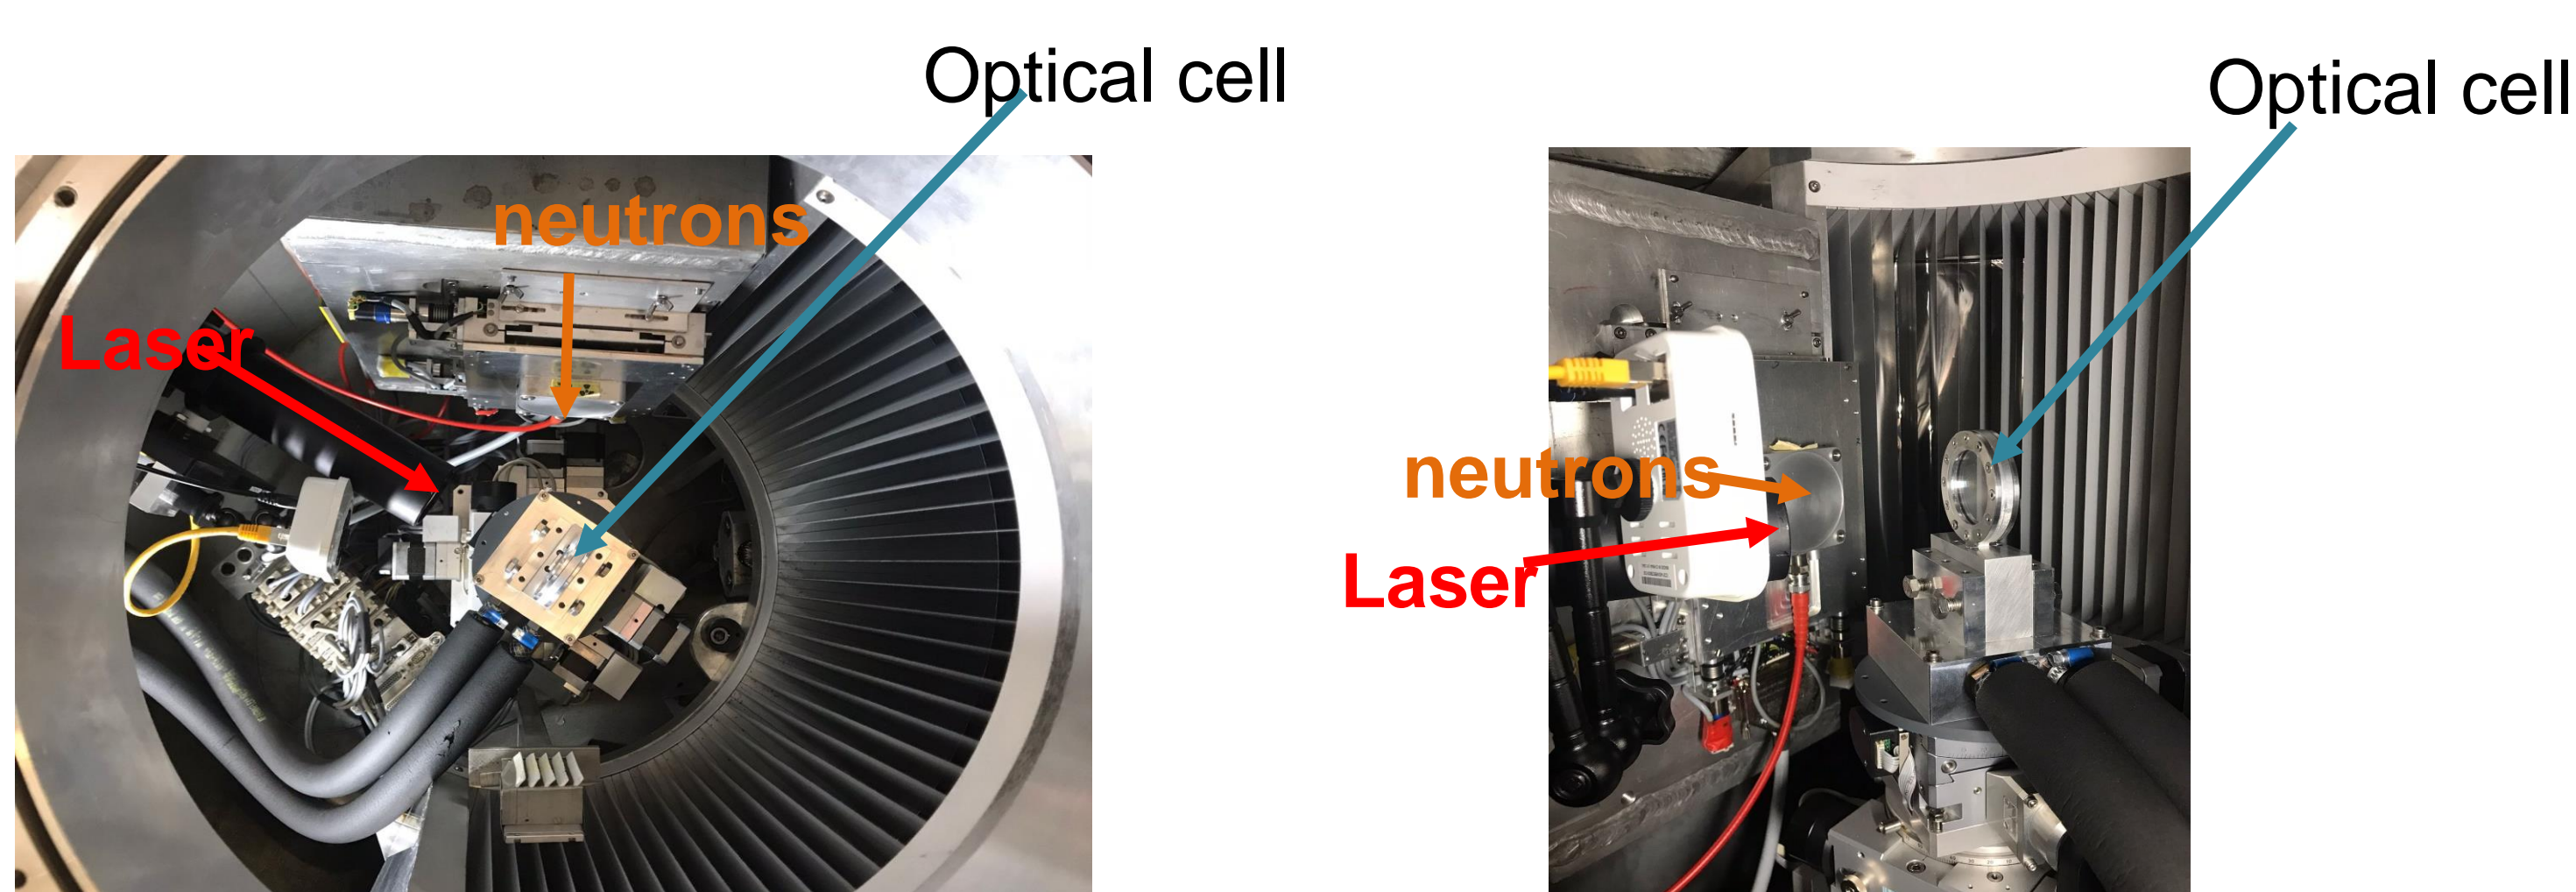 Optical cell
neutrons
Laser
Optical cell
neutrons
Laser